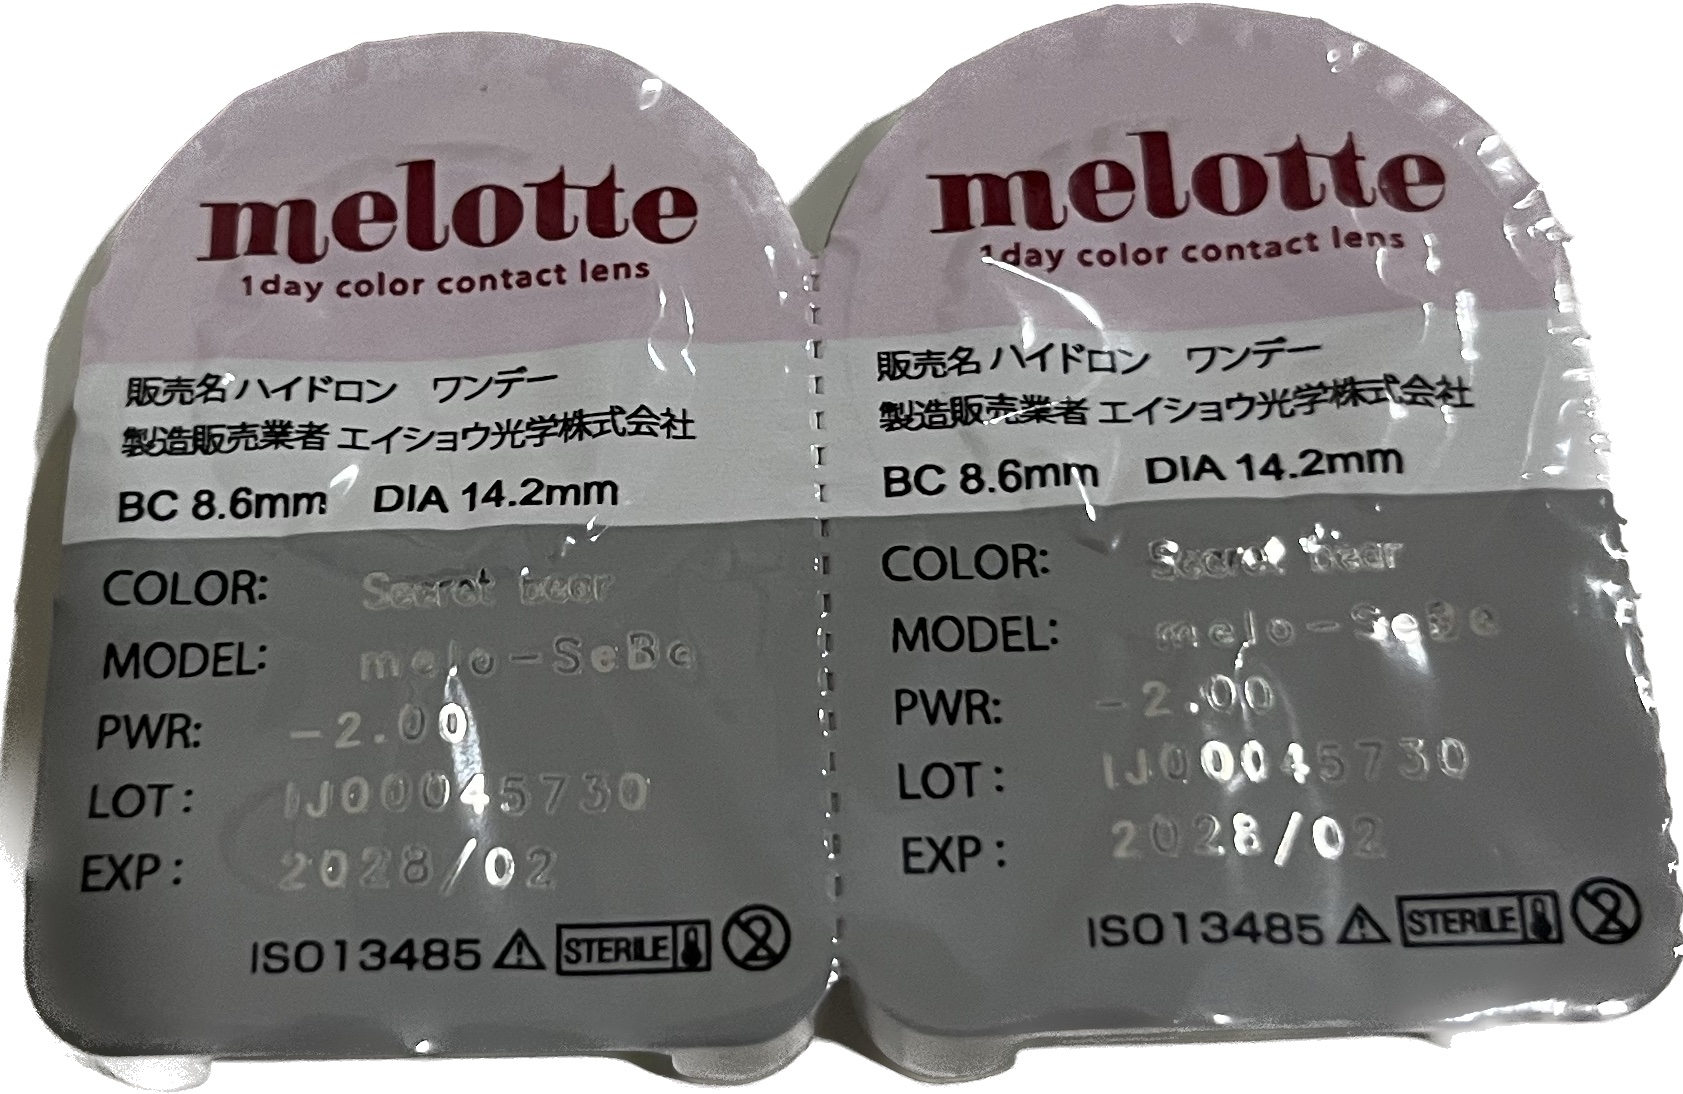 melotte
1day color contact lens
販売名 ハイドロン ワンデー
製造販売業者 エイショウ光学株式会社
BC 8.6mm DIA 14.2mm
COLOR: Secret bear
MODEL: melo-SeBe
PWR: -2.00
LOT: IJ00045730
EXP: 2028/02
ISO13485 STERILE
melotte
1day color contact lens
販売名 ハイドロン ワンデー
製造販売業者 エイショウ光学株式会社
BC 8.6mm DIA 14.2mm
COLOR: Secret bear
MODEL: melo-SeBe
PWR: -2.00
LOT: IJ00045730
EXP: 2028/02
ISO13485 STERILE